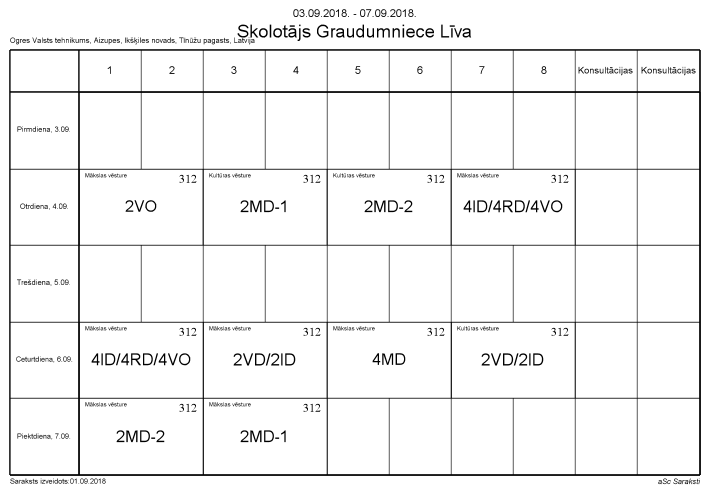 03.09.2018. - 07.09.2018.
Skolotājs Graudumniece Līva
Ogres Valsts tehnikums, Aizupes, Ikšķiles novads, Tīnūžu pagasts, Latvija
1 2 3 4 5 6 7 8 Konsultācijas Konsultācijas
Pirmdiena, 3.09.
Mākslas vēsture 312 Kultūras vēsture 312 Kultūras vēsture 312 Mākslas vēsture 312
Otrdiena, 4.09. 2VO 2MD-1 2MD-2 4ID/4RD/4VO
Trešdiena, 5.09.
Mākslas vēsture 312 Mākslas vēsture 312 Mākslas vēsture 312 Kultūras vēsture 312
Ceturtdiena, 6.09. 4ID/4RD/4VO 2VD/2ID 4MD 2VD/2ID
Mākslas vēsture 312 Mākslas vēsture 312
Piektdiena, 7.09. 2MD-2 2MD-1
Saraksts izveidots:01.09.2018 aSc Saraksti